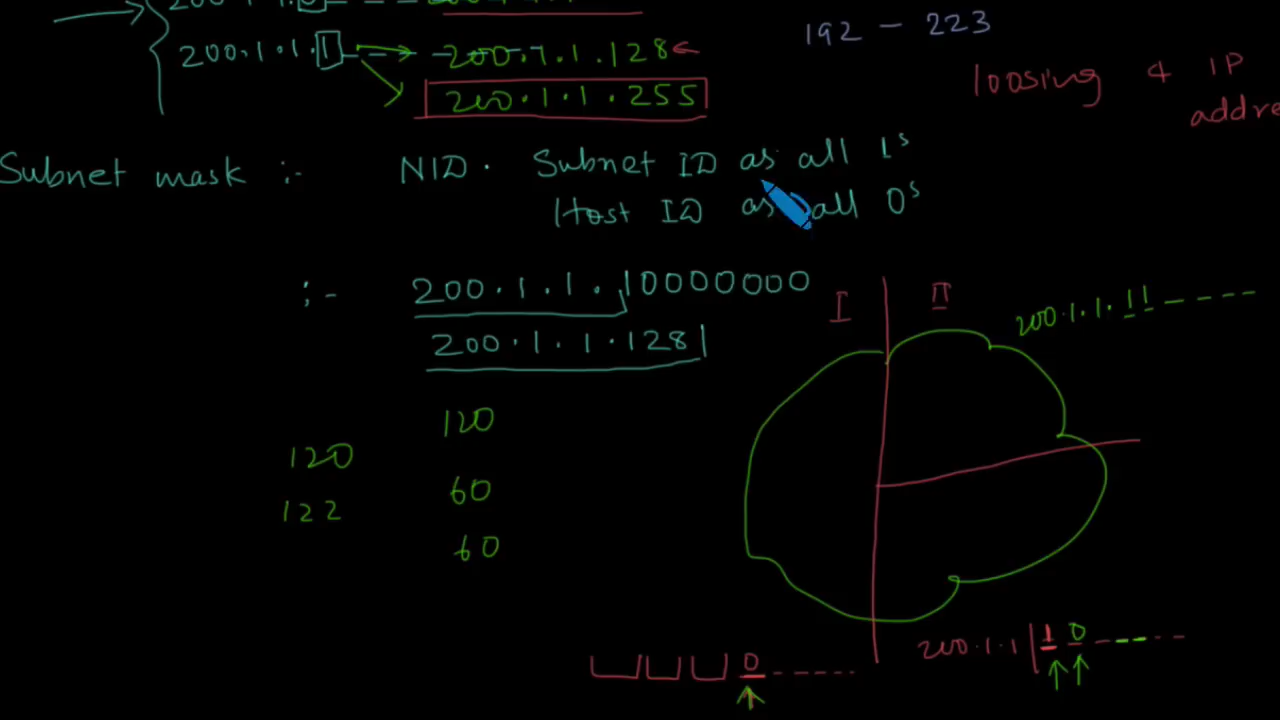 192 - 223
200.1.1.1 - - - 200.1.1.128
200.1.1.255
loosing 4 IP
Subnet mask :- NID. Subnet ID as all 1s
Host ID as all 0s
:- 200.1.1.10000000
200.1.1.128
I II
200.1.1.11 - - - -
120
120
60
122
60
0 - - - - - -
200.1.1 | 1 0 - - - - - -